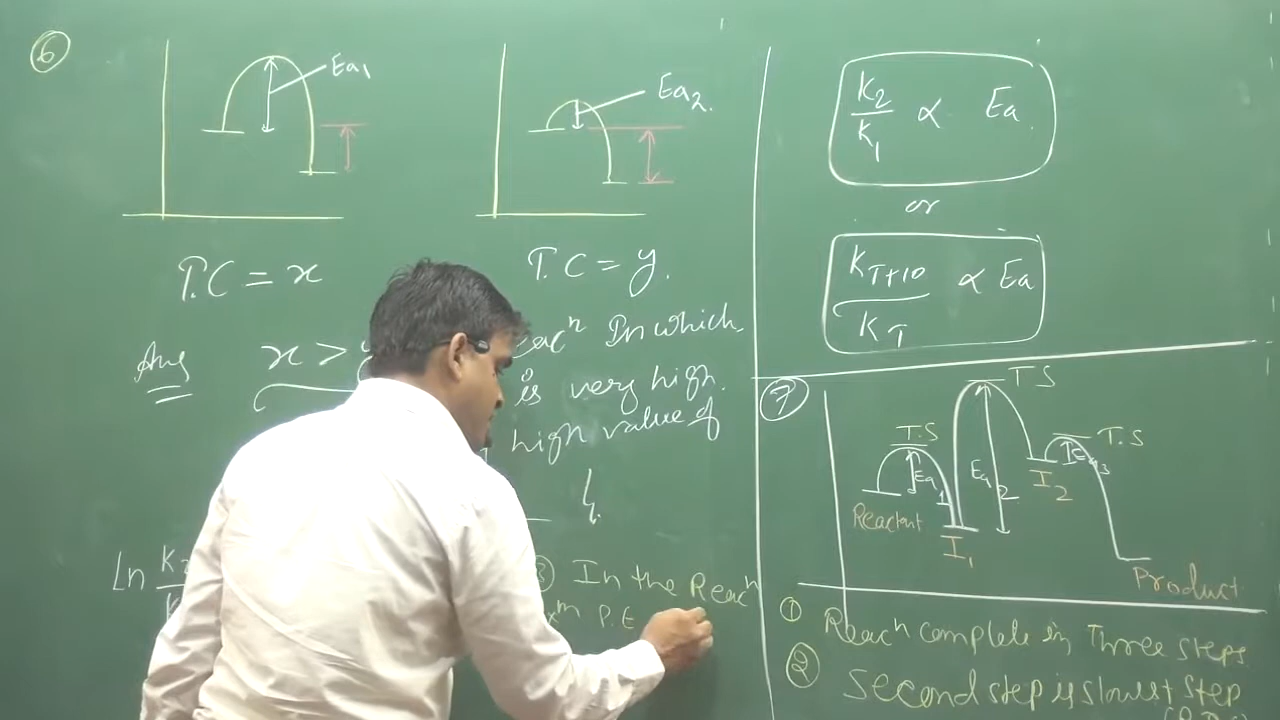 6
Ea1
Ea2.
T.C = x
T.C = y.
Ans x >
Reacⁿ In which
is very high.
high value of
Ln K2
③ In the Reacⁿ
P.E
K2/K1 ∝ Ea
or
KT+10/KT ∝ Ea
7
TS
T.S
T.S
Ea1
Ea2
Ea3
Reactant
I1
I2
Product
① Reacⁿ complete in Three steps
② Second step is slowest step